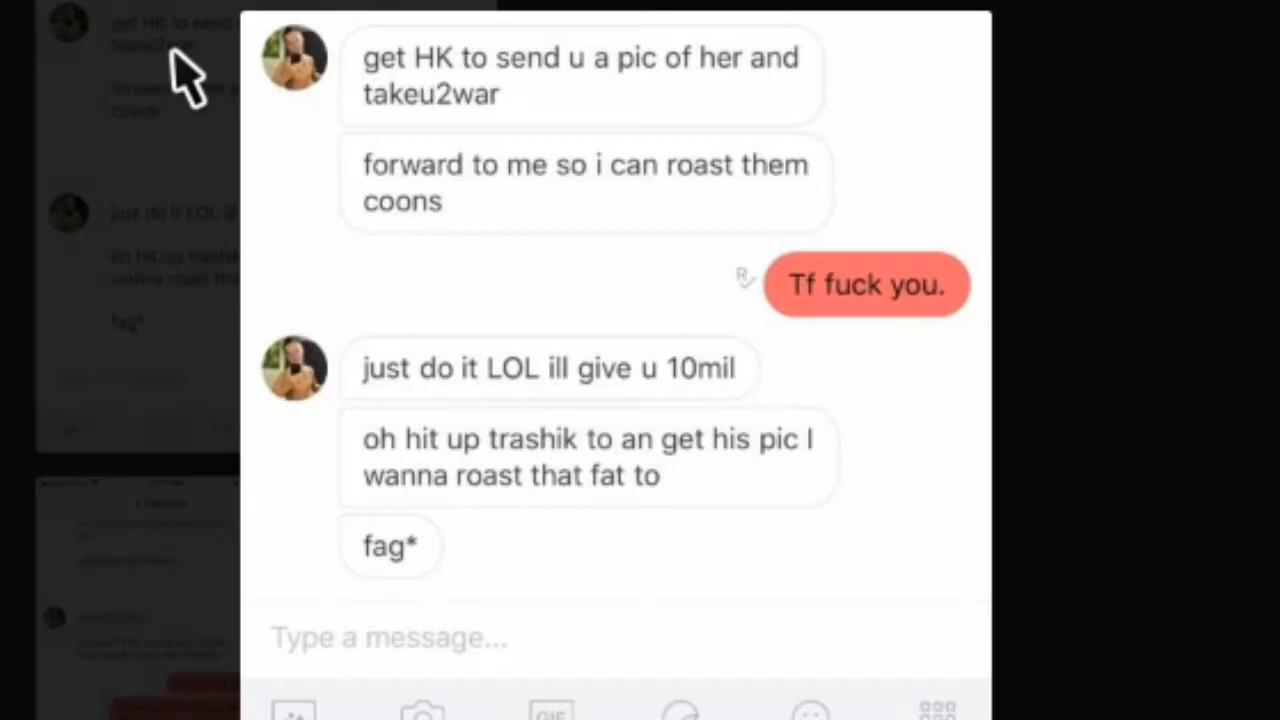 get HK to send u a pic of her and
takeu2war
forward to me so i can roast them
coons
Tf fuck you.
just do it LOL ill give u 10mil
oh hit up trashik to an get his pic I
wanna roast that fat to
fag*
Type a message...
GIF